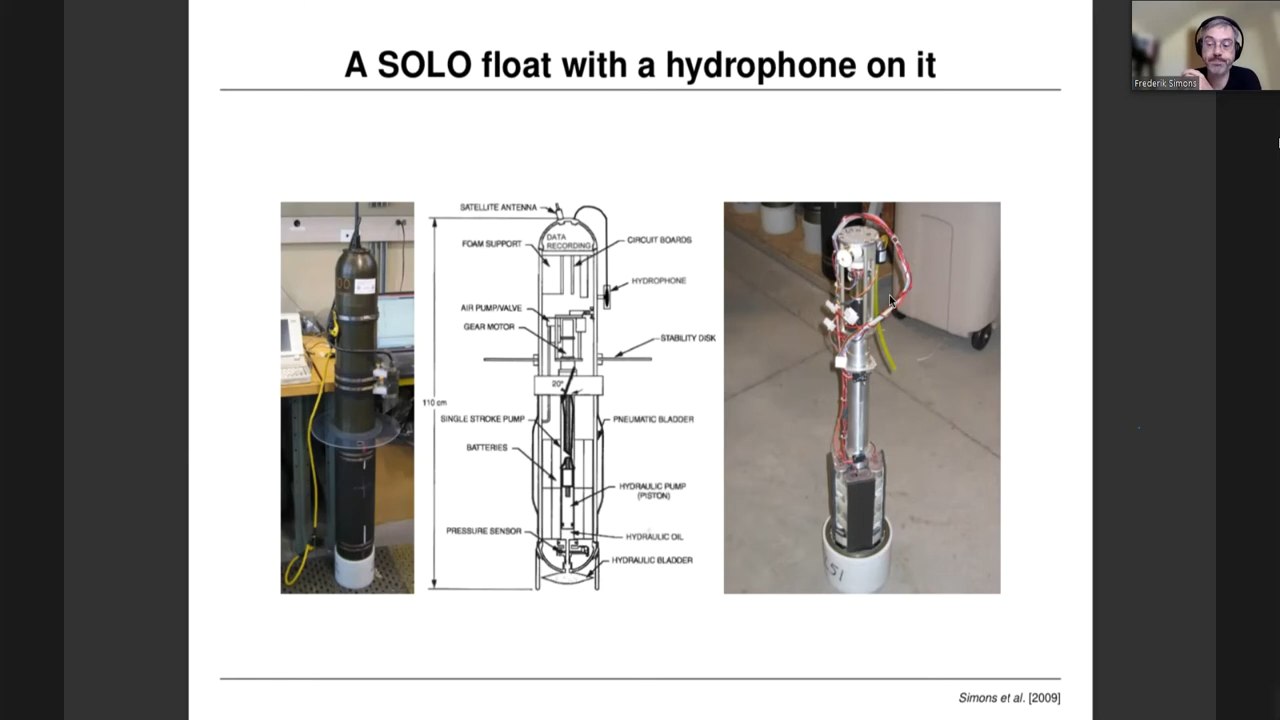 A SOLO float with a hydrophone on it
Frederik Simons
SATELLITE ANTENNA
DATA
RECORDING
FOAM SUPPORT
CIRCUIT BOARDS
HYDROPHONE
AIR PUMP/VALVE
GEAR MOTOR
STABILITY DISK
20°
110 cm
SINGLE STROKE PUMP
PNEUMATIC BLADDER
BATTERIES
HYDRAULIC PUMP
(PISTON)
PRESSURE SENSOR
HYDRAULIC OIL
HYDRAULIC BLADDER
Simons et al. [2009]